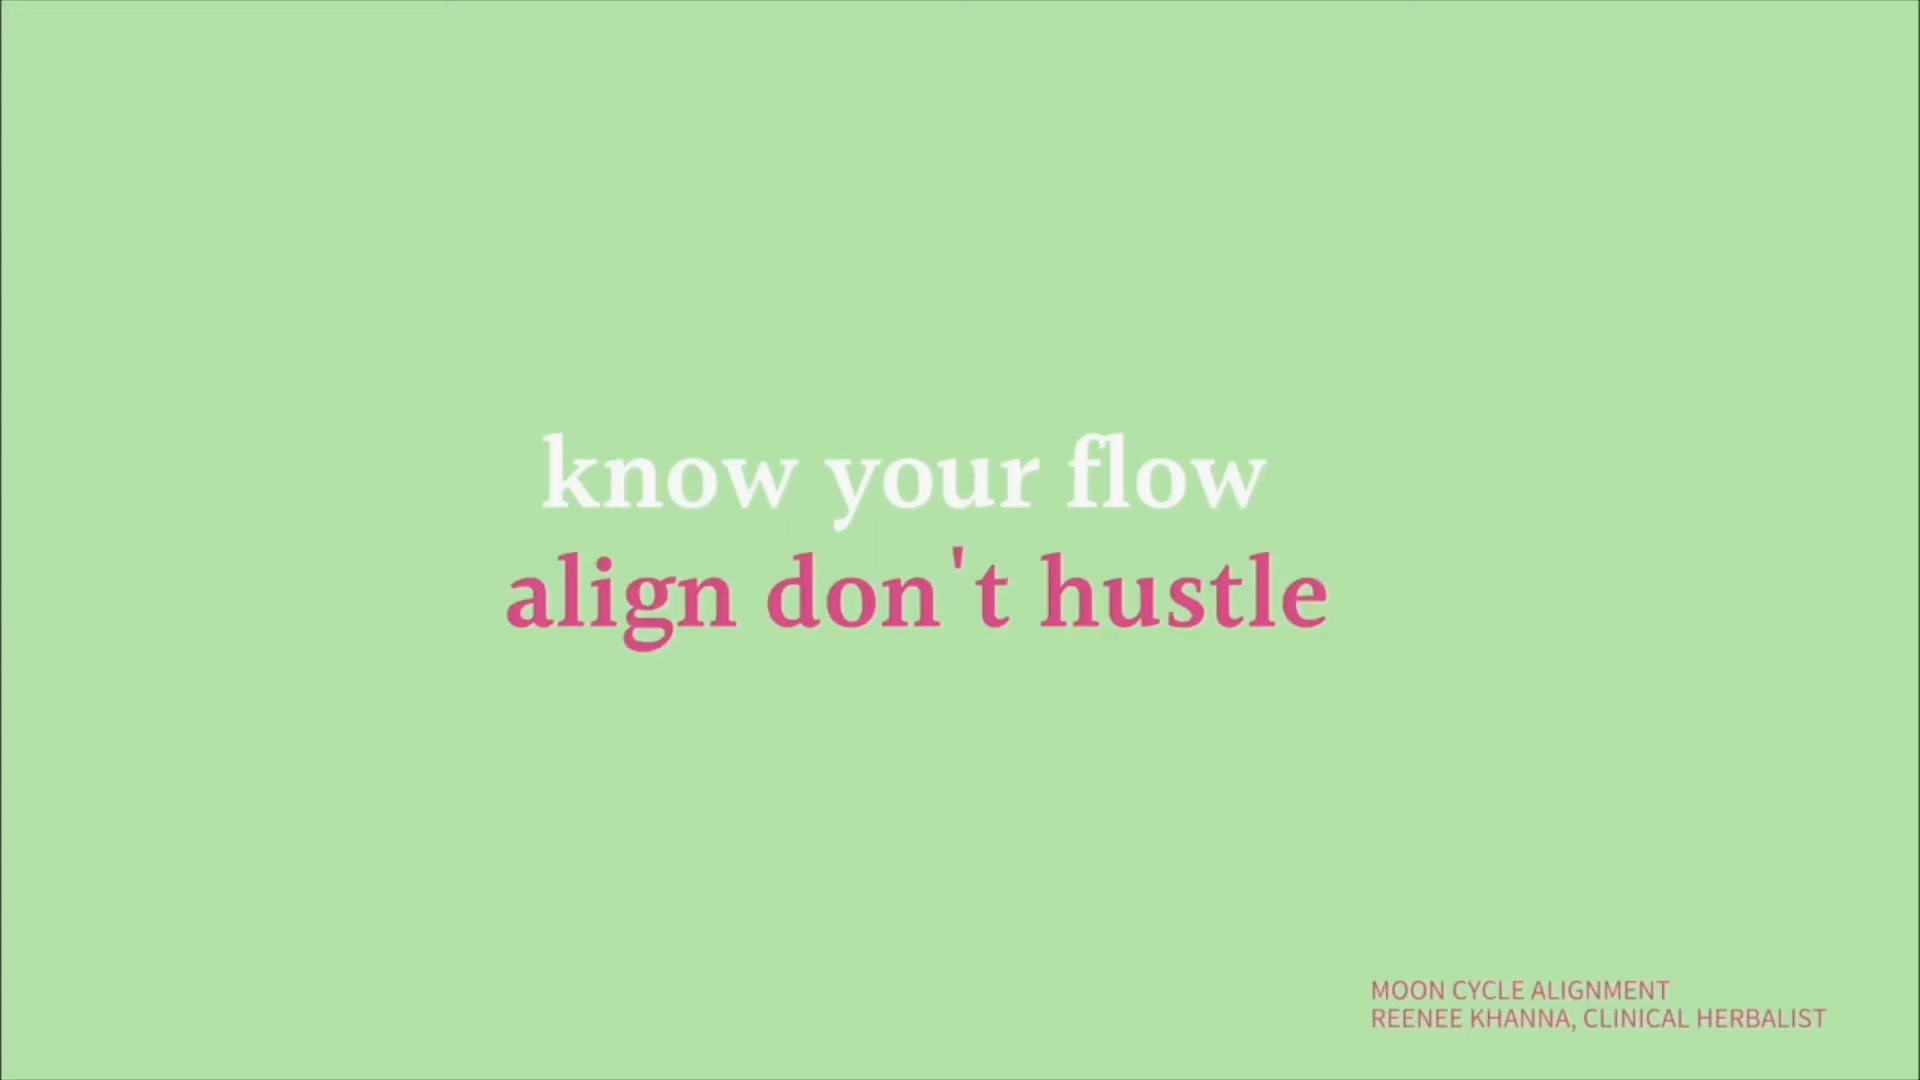 know your flow
align don't hustle
MOON CYCLE ALIGNMENT
REENEE KHANNA, CLINICAL HERBALIST